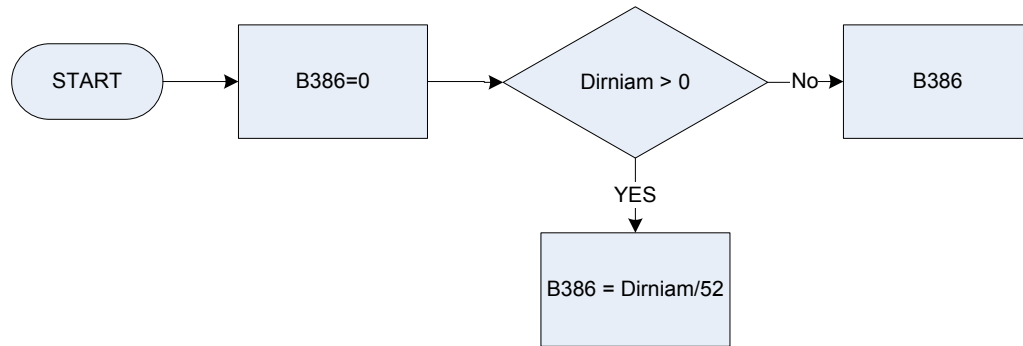 START
B386=0
Dirniam > 0
No
B386
YES
B386 = Dirniam/52